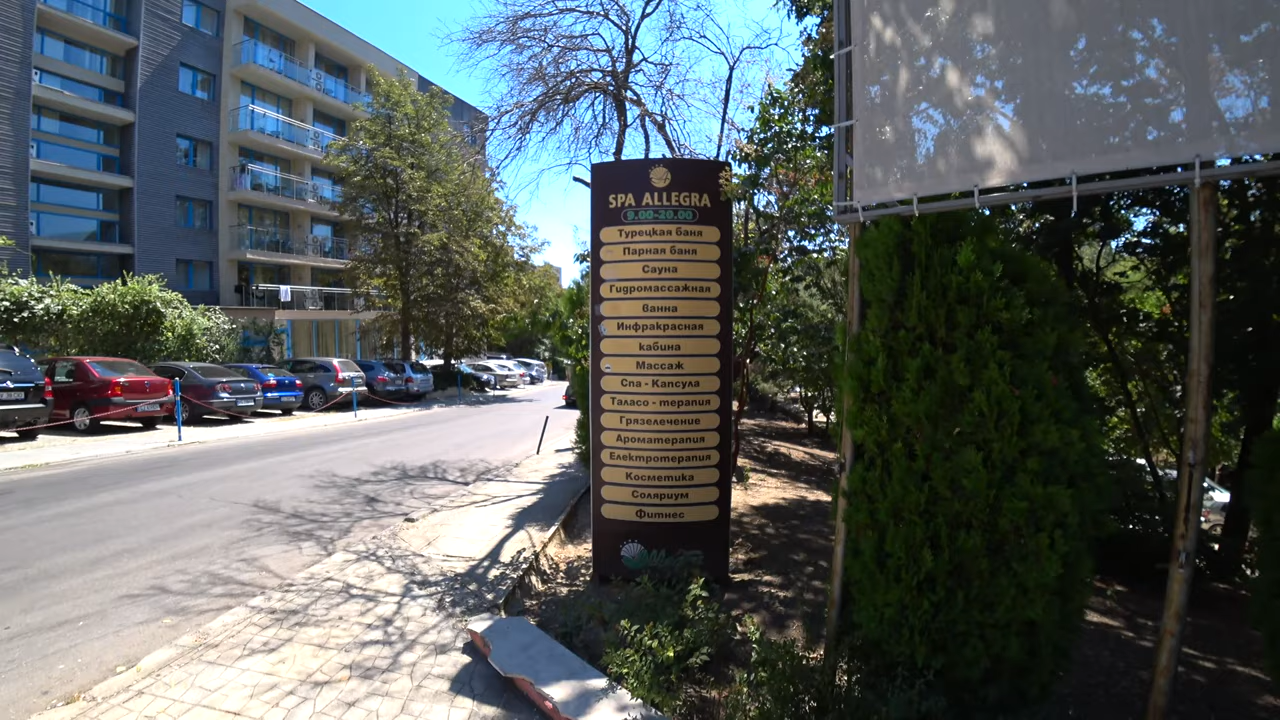 SPA ALLEGRA
9.00-20.00
Турецкая баня
Парная баня
Сауна
Гидромассажная
ванна
Инфракрасная
кабина
Массаж
Спа - Капсула
Таласо - терапия
Грязелечение
Ароматерапия
Електротерапия
Косметика
Соляриум
Фитнес